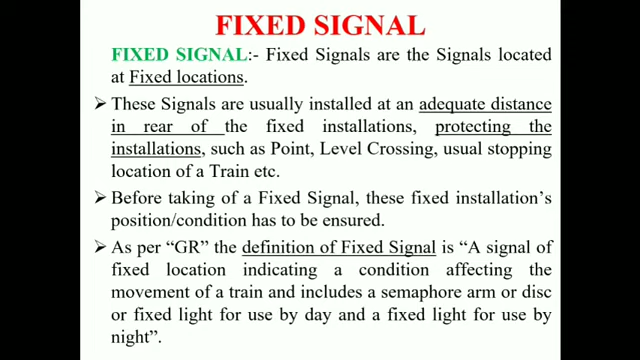 FIXED SIGNAL
FIXED SIGNAL:- Fixed Signals are the Signals located
at Fixed locations.
➤ These Signals are usually installed at an adequate distance
in rear of the fixed installations, protecting the
installations, such as Point, Level Crossing, usual stopping
location of a Train etc.
➤ Before taking of a Fixed Signal, these fixed installation's
position/condition has to be ensured.
➤ As per “GR” the definition of Fixed Signal is “A signal of
fixed location indicating a condition affecting the
movement of a train and includes a semaphore arm or disc
or fixed light for use by day and a fixed light for use by
night”.